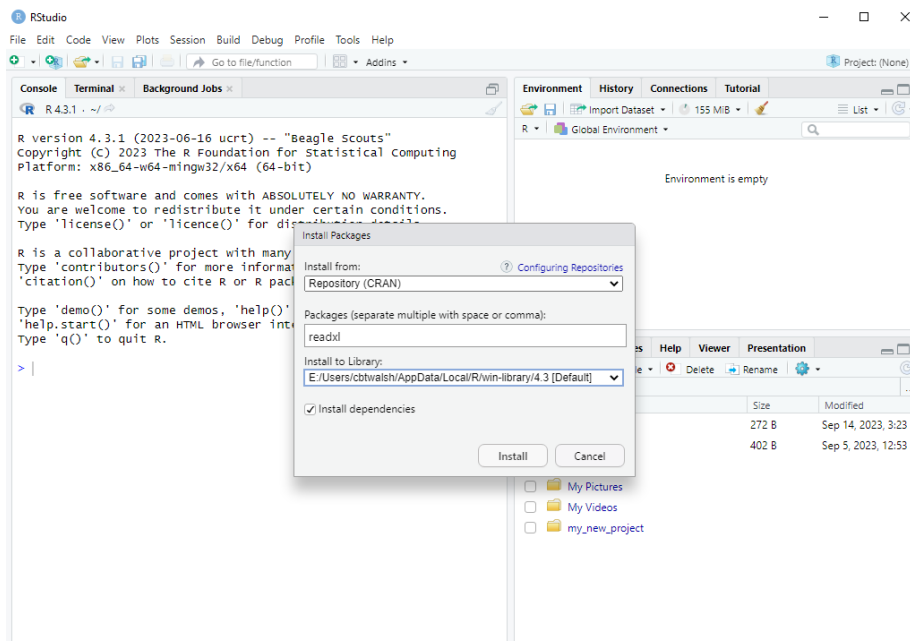 RStudio
File Edit Code View Plots Session Build Debug Profile Tools Help
Go to file/function Addins Project: (None)
Console Terminal Background Jobs
R 4.3.1 · ~/
R version 4.3.1 (2023-06-16 ucrt) -- "Beagle Scouts"
Copyright (C) 2023 The R Foundation for Statistical Computing
Platform: x86_64-w64-mingw32/x64 (64-bit)
R is free software and comes with ABSOLUTELY NO WARRANTY.
You are welcome to redistribute it under certain conditions.
Type 'license()' or 'licence()' for distribution details.
R is a collaborative project with many
Type 'contributors()' for more informat
'citation()' on how to cite R or R pack
Type 'demo()' for some demos, 'help()'
'help.start()' for an HTML browser inte
Type 'q()' to quit R.
>
Install Packages
Install from:
? Configuring Repositories
Repository (CRAN)
Packages (separate multiple with space or comma):
readxl
Install to Library:
E:/Users/cbtwalsh/AppData/Local/R/win-library/4.3 [Default]
Install dependencies
Install Cancel
Environment History Connections Tutorial
Import Dataset 155 MiB List
R Global Environment
Environment is empty
es Help Viewer Presentation
e Delete Rename
Size Modified
272 B Sep 14, 2023, 3:23
402 B Sep 5, 2023, 12:53
My Pictures
My Videos
my_new_project